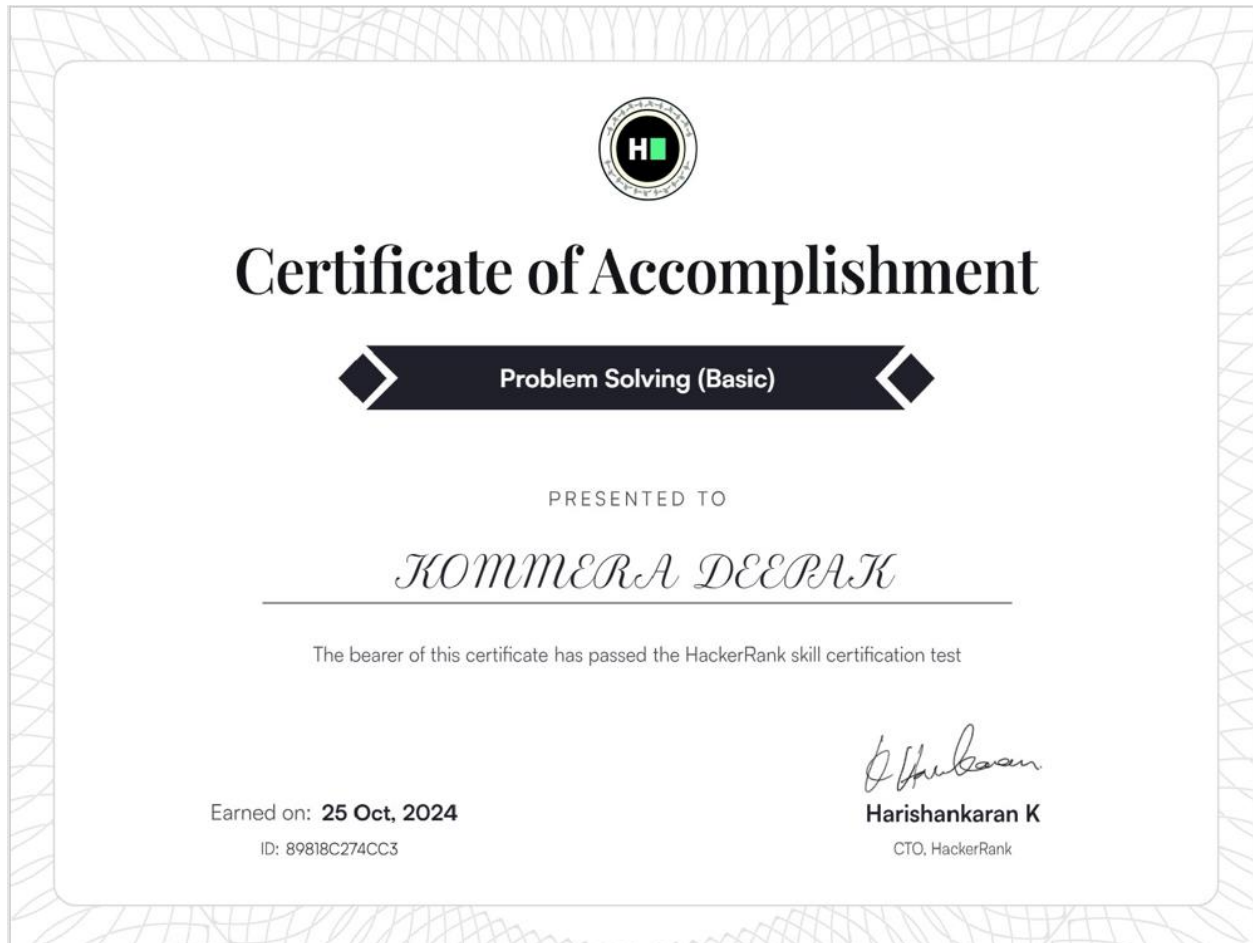 H
Certificate of Accomplishment
Problem Solving (Basic)
PRESENTED TO
KOMMERA DEEPAK
The bearer of this certificate has passed the HackerRank skill certification test
Earned on: 25 Oct, 2024
ID: 89818C274CC3
Harishankaran K
CTO, HackerRank